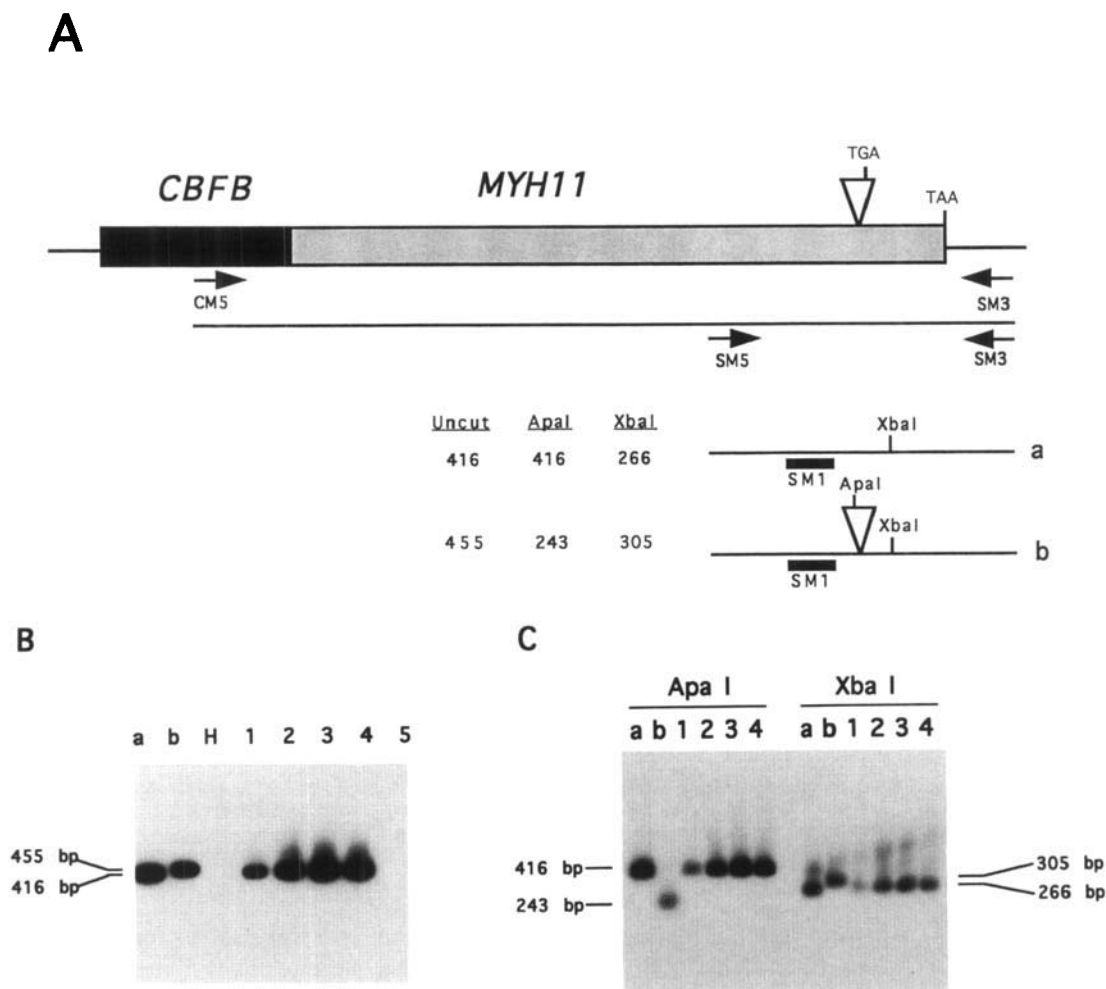 A
CBFB MYH11 TGA TAA
CM5 SM3
SM5 SM3
Uncut ApaI XbaI
416 416 266
XbaI a
SM1
455 243 305
ApaI XbaI b
SM1
B
a b H 1 2 3 4 5
455 bp
416 bp
C
Apa I Xba I
a b 1 2 3 4 a b 1 2 3 4
416 bp
243 bp
305 bp
266 bp